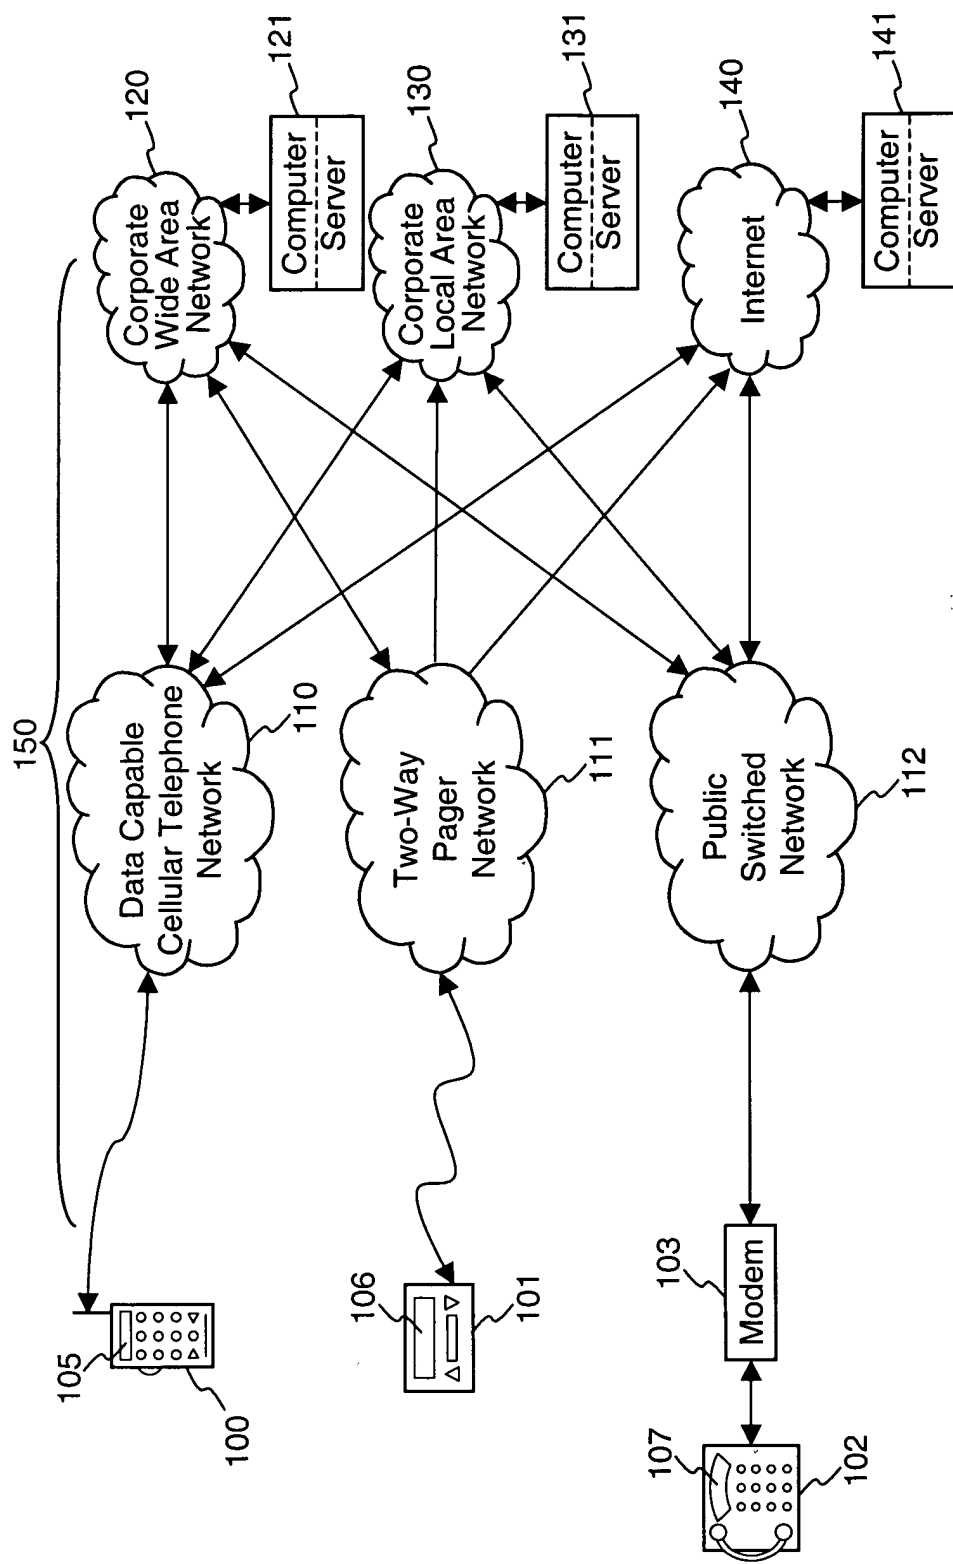 150
105
100
Data Capable
Cellular Telephone
Network
110
Corporate
Wide Area
Network
120
Computer
Server
121
106
101
Two-Way
Pager
Network
111
Corporate
Local Area
Network
130
Computer
Server
131
107
102
103
Modem
Public
Switched
Network
112
Internet
140
Computer
Server
141